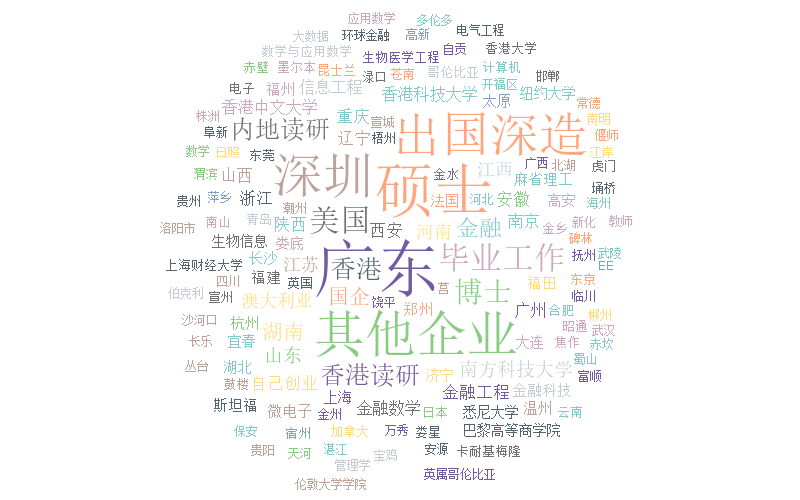 应用数学
多伦多
大数据
环球金融
高新
电气工程
数学与应用数学
生物医学工程
自贡
香港大学
赤壁
墨尔本
昆士兰
渌口
苍南
哥伦比亚
计算机
邯郸
电子
福州
信息工程
香港科技大学
太原
开福区
纽约大学
香港中文大学
株洲
重庆
宣城
常德
阜新
内地读研
辽宁
梧州
出国深造
南明
偃师
数学
日照
东莞
深圳
硕士
江西
广西
北湖
江岸
虎门
渭滨
山西
金水
麻省理工
埇桥
贵州
萍乡
浙江
潮州
法国
河北
安徽
高安
海州
洛阳市
南山
青岛
陕西
美国
西安
河南
金融
南京
金乡
新化
教师
生物信息
娄底
碑林
上海财经大学
长沙
江苏
广东
香港
毕业工作
抚州
武陵
EE
四川
福建
英国
国企
饶平
莒
博士
福田
东京
伯克利
宣州
澳大利亚
郑州
广州
合肥
临川
沙河口
杭州
湖南
其他企业
昭通
郴州
武汉
长乐
宜春
山东
大连
焦作
赤坎
丛台
湖北
香港读研
南方科技大学
蜀山
鼓楼
自己创业
济宁
金融工程
金融科技
富顺
斯坦福
微电子
上海
金州
金融数学
日本
悉尼大学
温州
云南
保安
宿州
加拿大
万秀
娄星
巴黎高等商学院
贵阳
天河
湛江
宝鸡
安源
卡耐基梅隆
管理学
英属哥伦比亚
伦敦大学学院